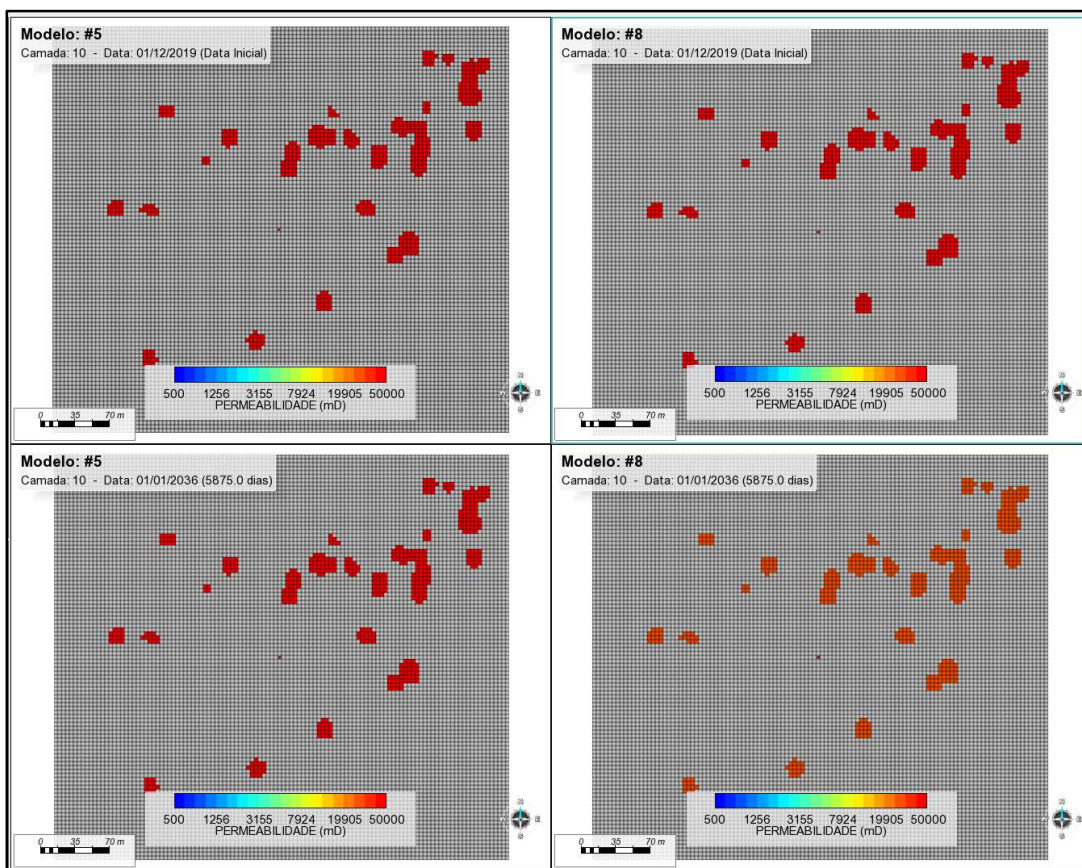 Modelo: #5
Camada: 10 - Data: 01/12/2019 (Data Inicial)
500 1256 3155 7924 19905 50000
PERMEABILIDADE (mD)
0 35 70 m
N
E
S
Modelo: #8
Camada: 10 - Data: 01/12/2019 (Data Inicial)
500 1256 3155 7924 19905 50000
PERMEABILIDADE (mD)
0 35 70 m
N
E
S
Modelo: #5
Camada: 10 - Data: 01/01/2036 (5875.0 dias)
500 1256 3155 7924 19905 50000
PERMEABILIDADE (mD)
0 35 70 m
N
E
S
Modelo: #8
Camada: 10 - Data: 01/01/2036 (5875.0 dias)
500 1256 3155 7924 19905 50000
PERMEABILIDADE (mD)
0 35 70 m
N
E
S